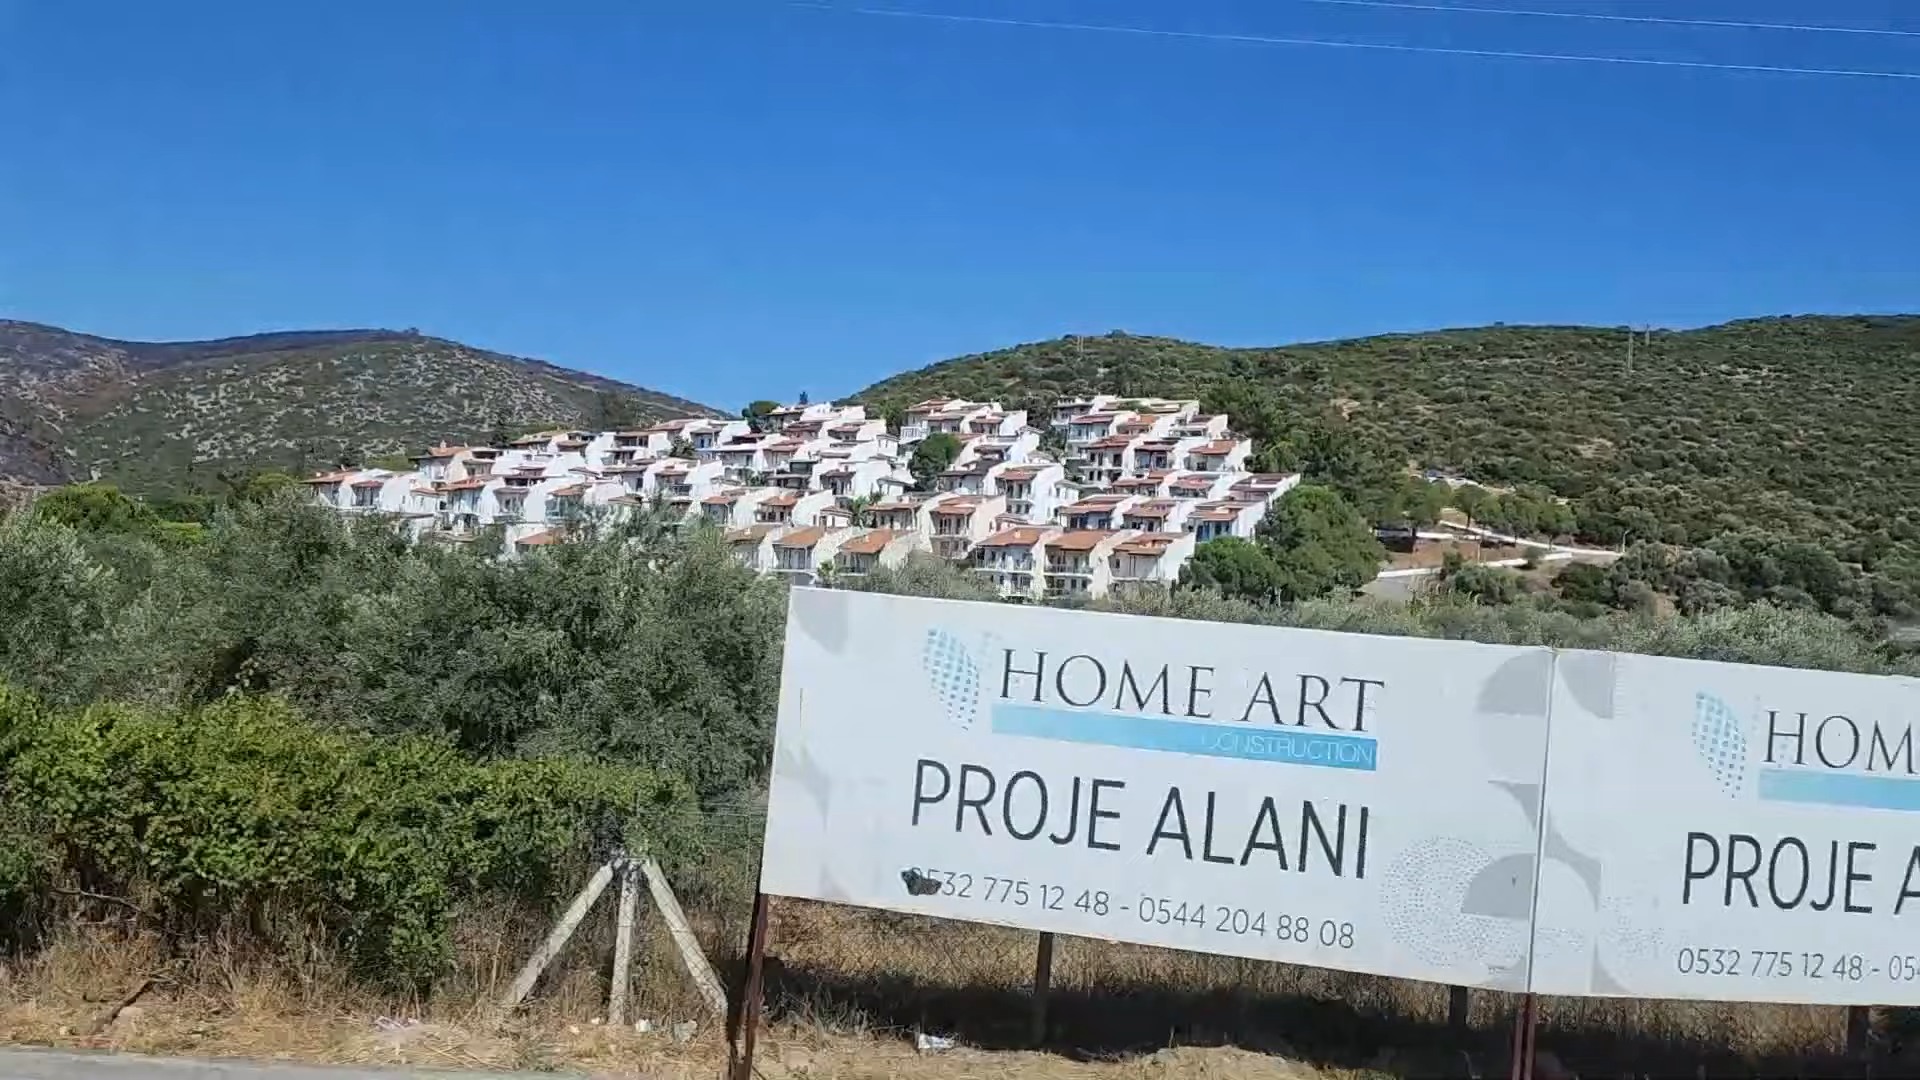 HOME ART
CONSTRUCTION
PROJE ALANI
0532 775 12 48 - 0544 204 88 08
HOM
PROJE A
0532 775 12 48 - 05